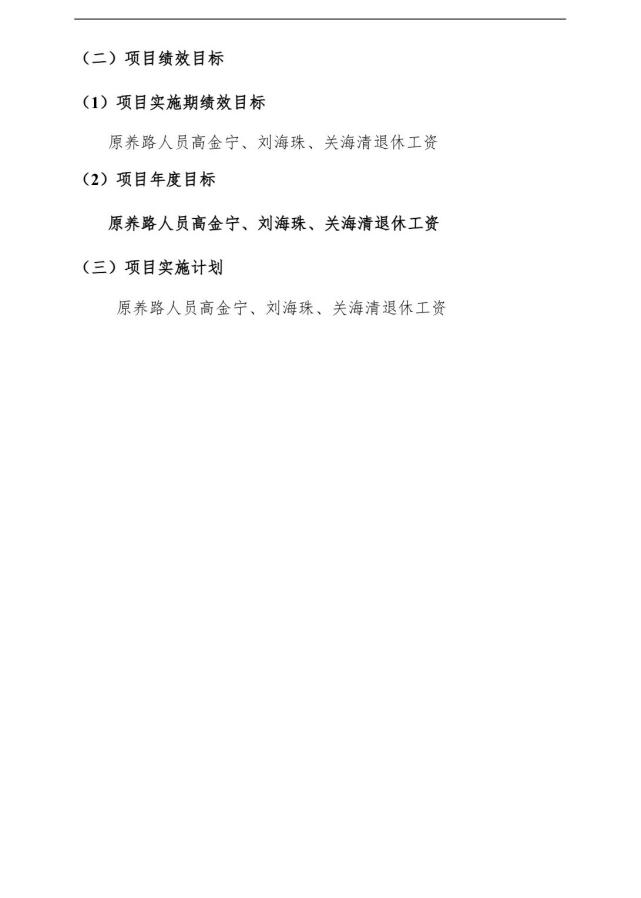 （二）项目绩效目标
（1）项目实施期绩效目标
原养路人员高金宁、刘海珠、关海清退休工资
（2）项目年度目标
原养路人员高金宁、刘海珠、关海清退休工资
（三）项目实施计划
原养路人员高金宁、刘海珠、关海清退休工资